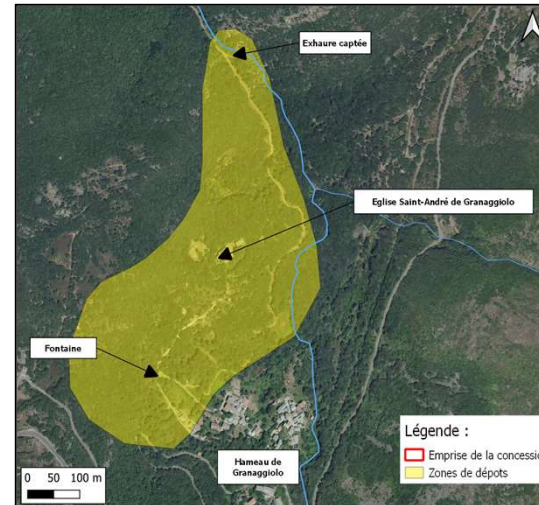 Exhaure captée
Eglise Saint-André de Granaggiolo
Fontaine
Hameau de
Granaggiolo
Légende :
Emprise de la concessio
Zones de dépôts
0 50 100 m